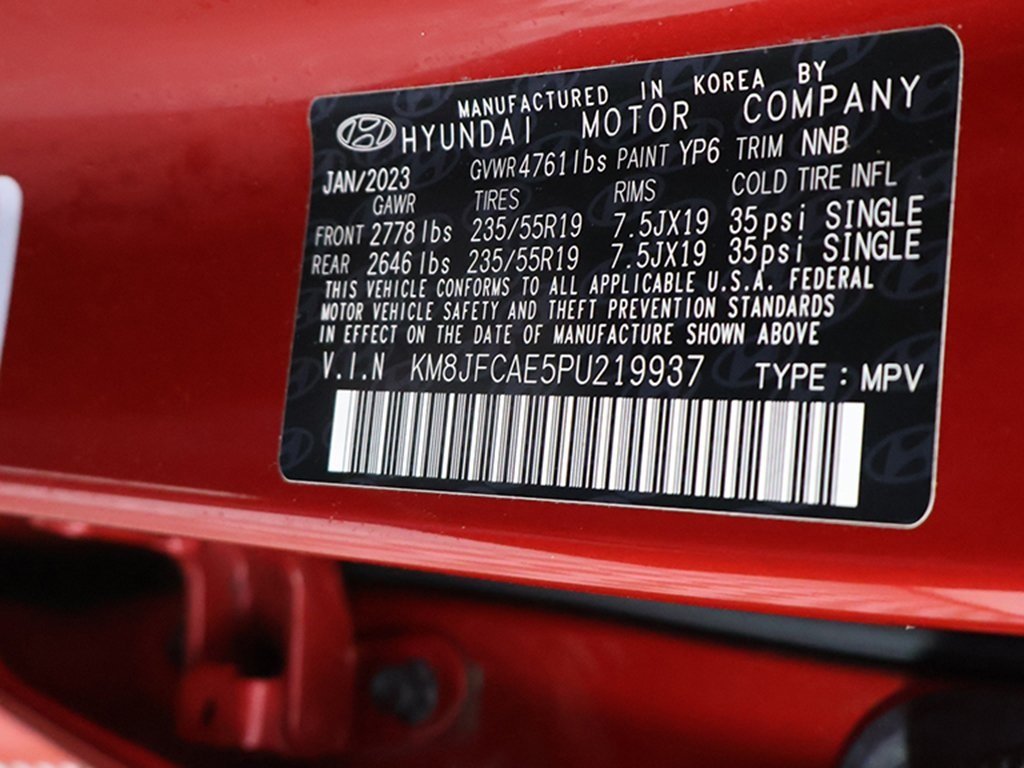 MANUFACTURED IN KOREA BY
HYUNDAI MOTOR COMPANY
JAN/2023 GVWR 4761 lbs PAINT YP6 TRIM NNB
GAWR TIRES RIMS COLD TIRE INFL
FRONT 2778 lbs 235/55R19 7.5JX19 35psi SINGLE
REAR 2646 lbs 235/55R19 7.5JX19 35psi SINGLE
THIS VEHICLE CONFORMS TO ALL APPLICABLE U.S.A. FEDERAL
MOTOR VEHICLE SAFETY AND THEFT PREVENTION STANDARDS
IN EFFECT ON THE DATE OF MANUFACTURE SHOWN ABOVE
V.I.N KM8JFCAE5PU219937 TYPE : MPV